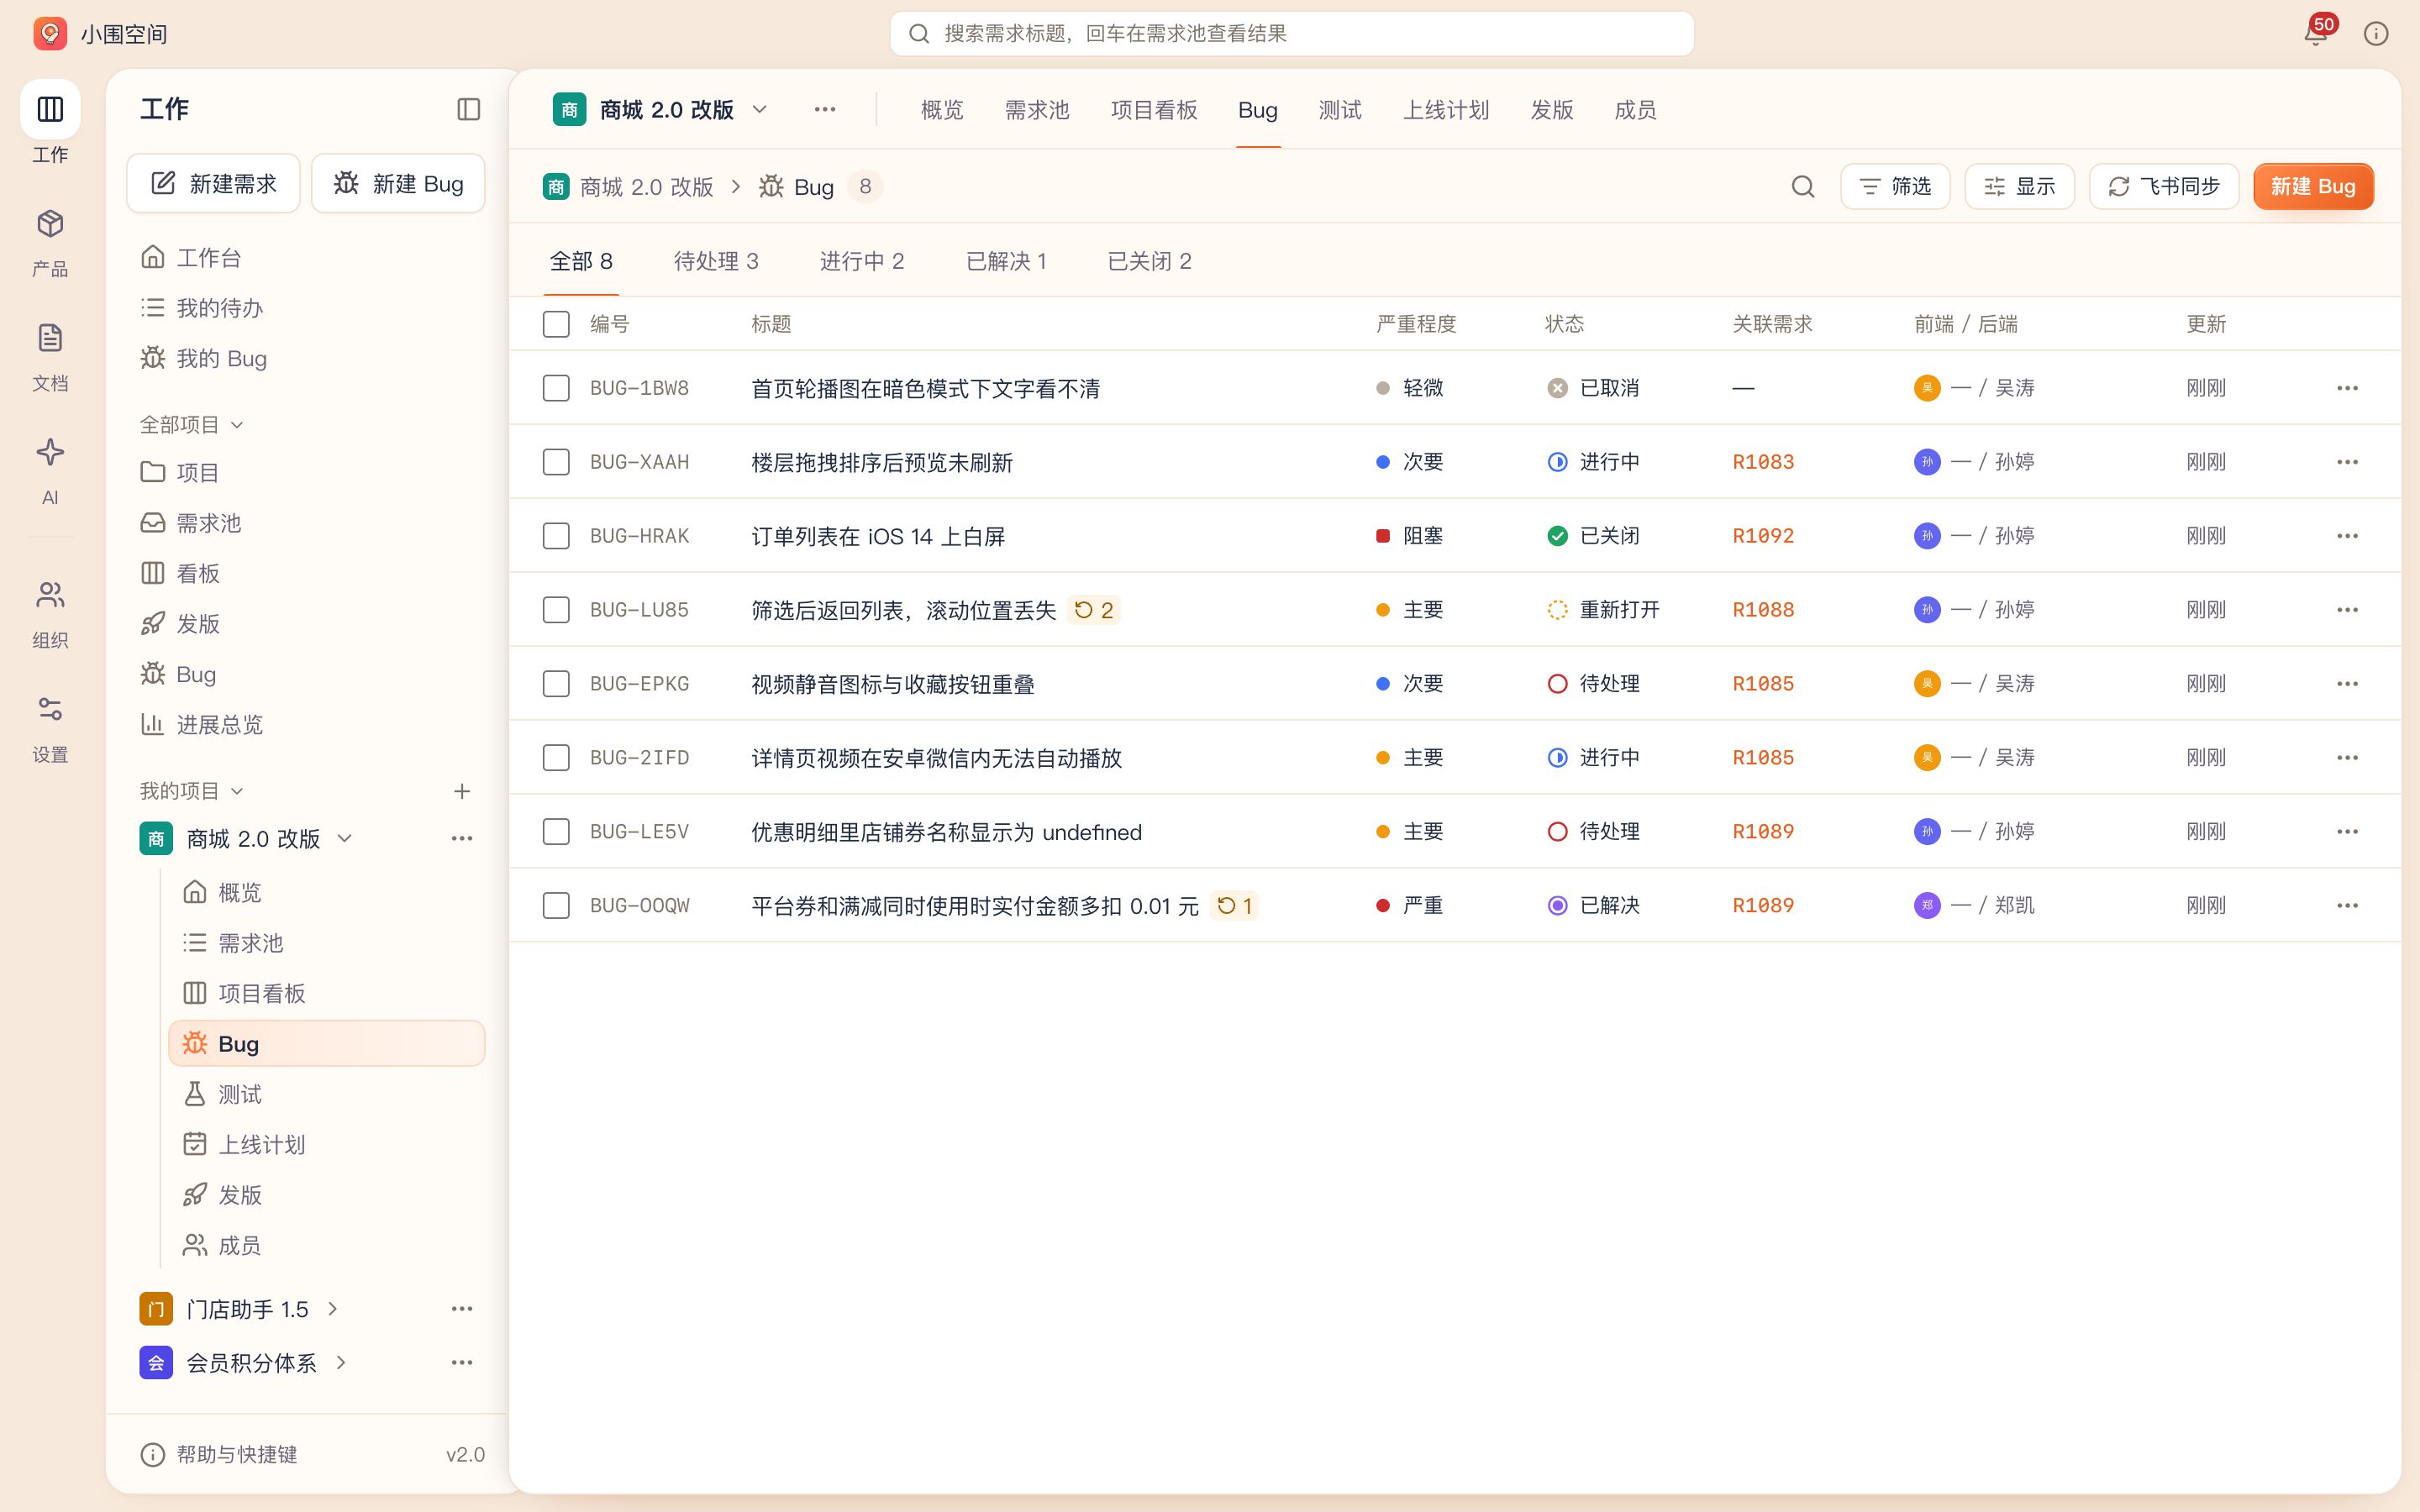 小围空间
搜索需求标题，回车在需求池查看结果
50
工作
产品
文档
AI
组织
设置
工作
新建需求
新建 Bug
工作台
我的待办
我的 Bug
全部项目
项目
需求池
看板
发版
Bug
进展总览
我的项目
商 商城 2.0 改版
概览
需求池
项目看板
Bug
测试
上线计划
发版
成员
门 门店助手 1.5
会 会员积分体系
帮助与快捷键 v2.0
商 商城 2.0 改版 概览 需求池 项目看板 Bug 测试 上线计划 发版 成员
商 商城 2.0 改版 Bug 8 筛选 显示 飞书同步 新建 Bug
全部 8 待处理 3 进行中 2 已解决 1 已关闭 2
编号 标题 严重程度 状态 关联需求 前端 / 后端 更新
BUG-1BW8 首页轮播图在暗色模式下文字看不清 轻微 已取消 — 吴 — / 吴涛 刚刚
BUG-XAAH 楼层拖拽排序后预览未刷新 次要 进行中 R1083 孙 — / 孙婷 刚刚
BUG-HRAK 订单列表在 iOS 14 上白屏 阻塞 已关闭 R1092 孙 — / 孙婷 刚刚
BUG-LU85 筛选后返回列表，滚动位置丢失 2 主要 重新打开 R1088 孙 — / 孙婷 刚刚
BUG-EPKG 视频静音图标与收藏按钮重叠 次要 待处理 R1085 吴 — / 吴涛 刚刚
BUG-2IFD 详情页视频在安卓微信内无法自动播放 主要 进行中 R1085 吴 — / 吴涛 刚刚
BUG-LE5V 优惠明细里店铺券名称显示为 undefined 主要 待处理 R1089 孙 — / 孙婷 刚刚
BUG-OOQW 平台券和满减同时使用时实付金额多扣 0.01 元 1 严重 已解决 R1089 郑 — / 郑凯 刚刚